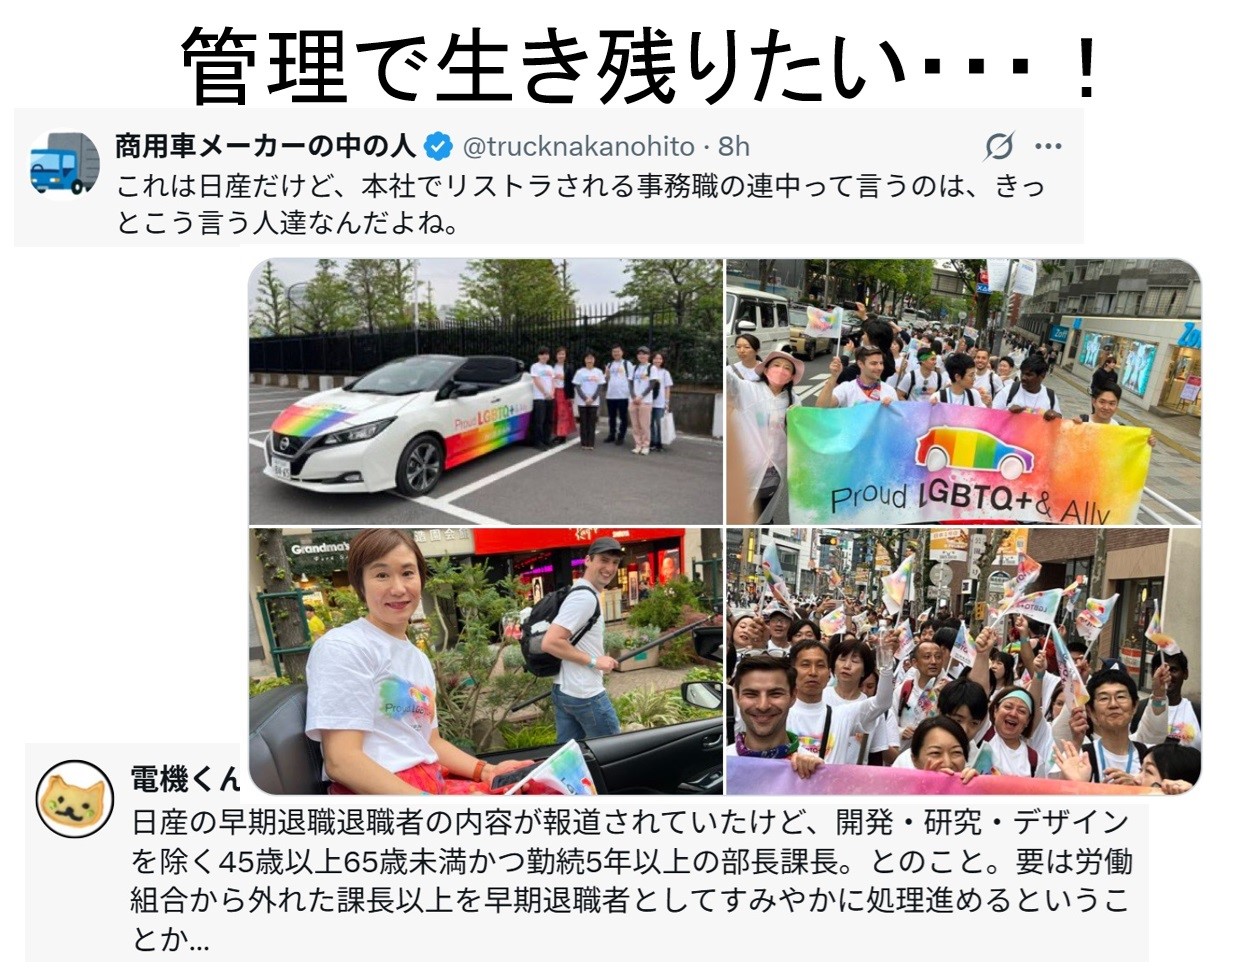 管理で生き残りたい・・・！
商用車メーカーの中の人 @trucknakanohito · 8h
これは日産だけど、本社でリストラされる事務職の連中って言うのは、きっ
とこう言う人達なんだよね。
Proud LGBTQ+ &
Proud LGBTQ+ & Ally
Grandma's
造園会
電機くん
日産の早期退職退職者の内容が報道されていたけど、開発・研究・デザイン
を除く45歳以上65歳未満かつ勤続5年以上の部長課長。とのこと。要は労働
組合から外れた課長以上を早期退職者としてすみやかに処理進めるというこ
とか...